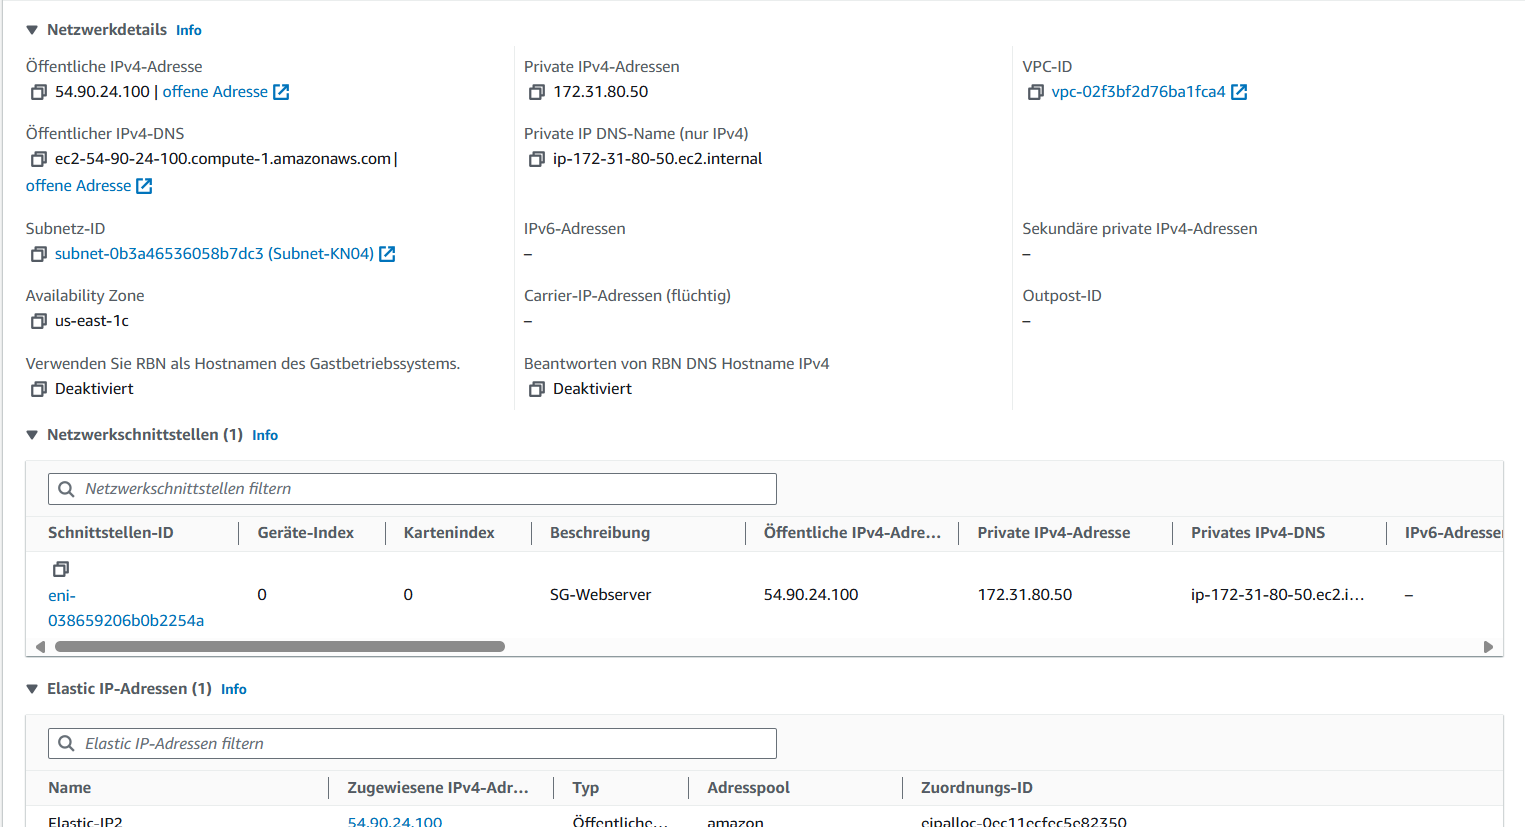 Netzwerkdetails Info
Öffentliche IPv4-Adresse
54.90.24.100 | offene Adresse
Private IPv4-Adressen
172.31.80.50
VPC-ID
vpc-02f3bf2d76ba1fca4
Öffentlicher IPv4-DNS
ec2-54-90-24-100.compute-1.amazonaws.com |
offene Adresse
Private IP DNS-Name (nur IPv4)
ip-172-31-80-50.ec2.internal
Subnetz-ID
subnet-0b3a46536058b7dc3 (Subnet-KN04)
IPv6-Adressen
–
Sekundäre private IPv4-Adressen
–
Availability Zone
us-east-1c
Carrier-IP-Adressen (flüchtig)
–
Outpost-ID
–
Verwenden Sie RBN als Hostnamen des Gastbetriebssystems.
Deaktiviert
Beantworten von RBN DNS Hostname IPv4
Deaktiviert
Netzwerkschnittstellen (1) Info
Netzwerkschnittstellen filtern
Schnittstellen-ID Geräte-Index Kartenindex Beschreibung Öffentliche IPv4-Adre... Private IPv4-Adresse Privates IPv4-DNS IPv6-Adresse
eni-
038659206b0b2254a
0 0 SG-Webserver 54.90.24.100 172.31.80.50 ip-172-31-80-50.ec2.i... –
Elastic IP-Adressen (1) Info
Elastic IP-Adressen filtern
Name Zugewiesene IPv4-Adr... Typ Adresspool Zuordnungs-ID
Elastic-IP2 54.90.24.100 Öffentliche... amazon eipalloc-0ec11ecfec5e82350